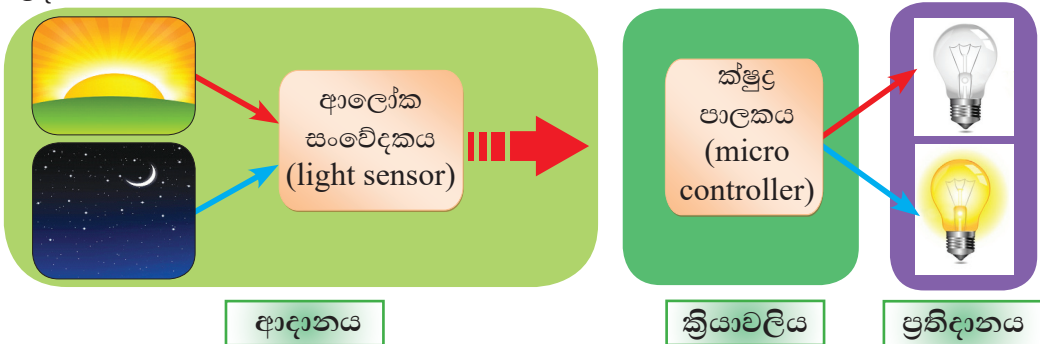 ආලෝක
සංවේදකය
(light sensor)
ක්ෂුද්‍ර
පාලකය
(micro
controller)
ආදානය
ක්‍රියාවලිය
ප්‍රතිදානය